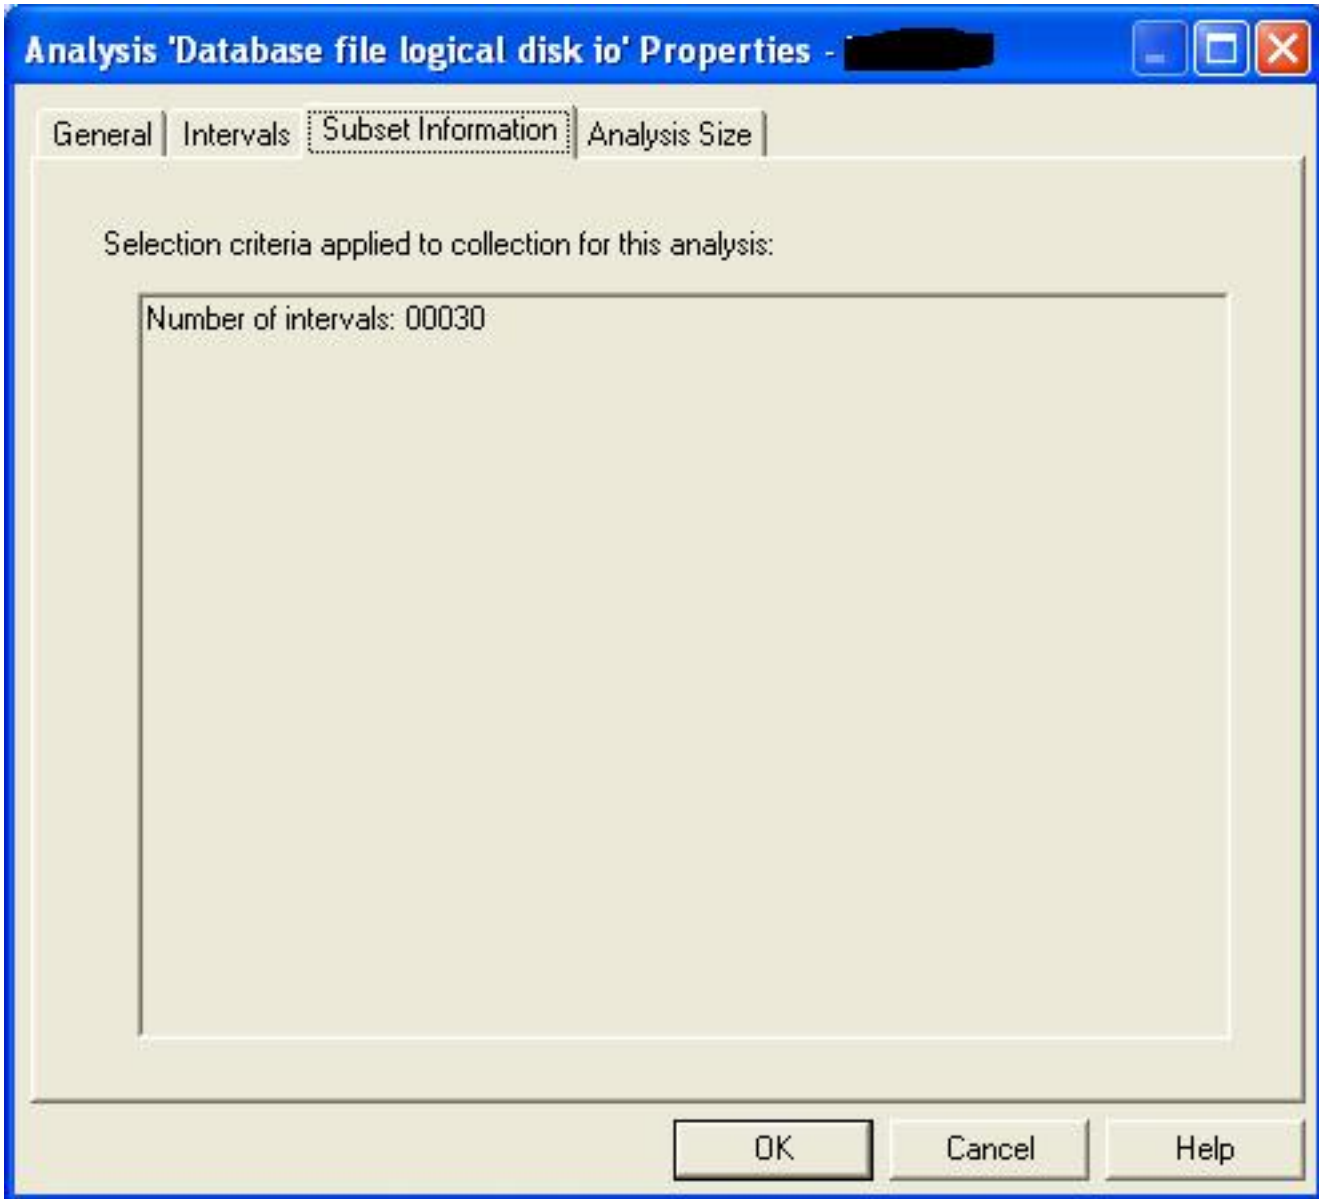 Analysis 'Database file logical disk io' Properties -
General Intervals Subset Information Analysis Size
Selection criteria applied to collection for this analysis:
Number of intervals: 00030
OK Cancel Help